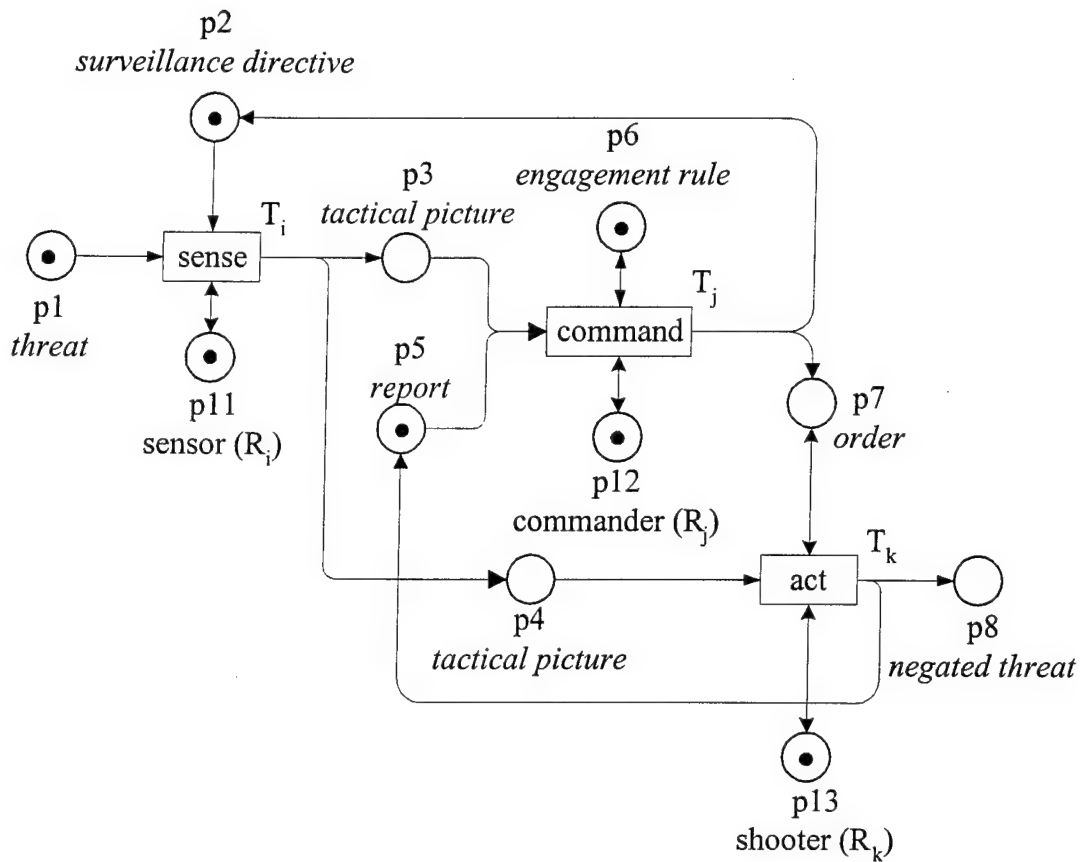 p2
surveillance directive
p6
engagement rule
p3
tactical picture
T_i
sense
p1
threat
T_j
command
p5
report
p11
sensor (R_i)
p7
order
p12
commander (R_j)
T_k
act
p4
tactical picture
p8
negated threat
p13
shooter (R_k)